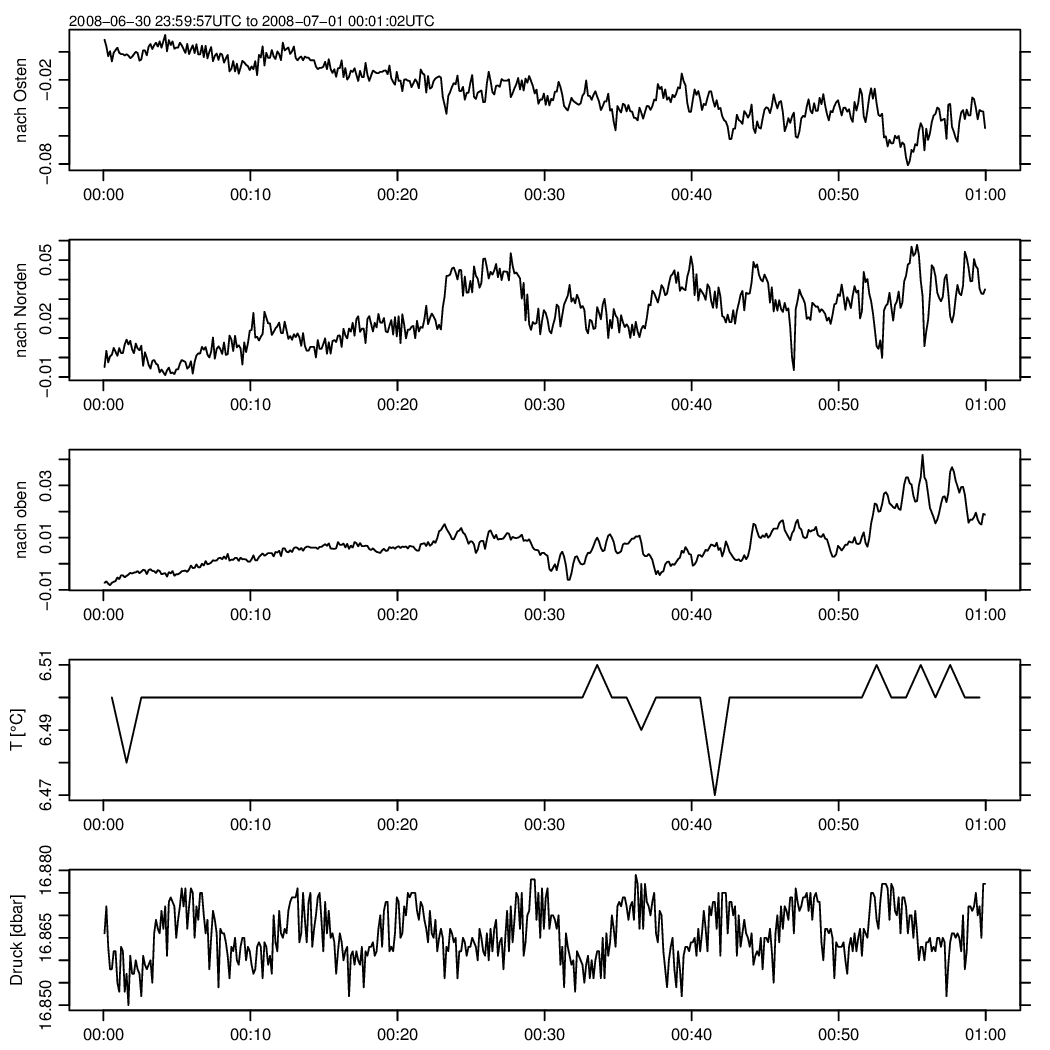 2008−06−30 23:59:57UTC to 2008−07−01 00:01:02UTC
nach Osten
−0.02
−0.08
00:00 00:10 00:20 00:30 00:40 00:50 01:00
nach Norden
0.05
0.02
−0.01
00:00 00:10 00:20 00:30 00:40 00:50 01:00
nach oben
0.03
0.01
−0.01
00:00 00:10 00:20 00:30 00:40 00:50 01:00
T [°C]
6.51
6.49
6.47
00:00 00:10 00:20 00:30 00:40 00:50 01:00
Druck [dbar]
16.880
16.865
16.850
00:00 00:10 00:20 00:30 00:40 00:50 01:00